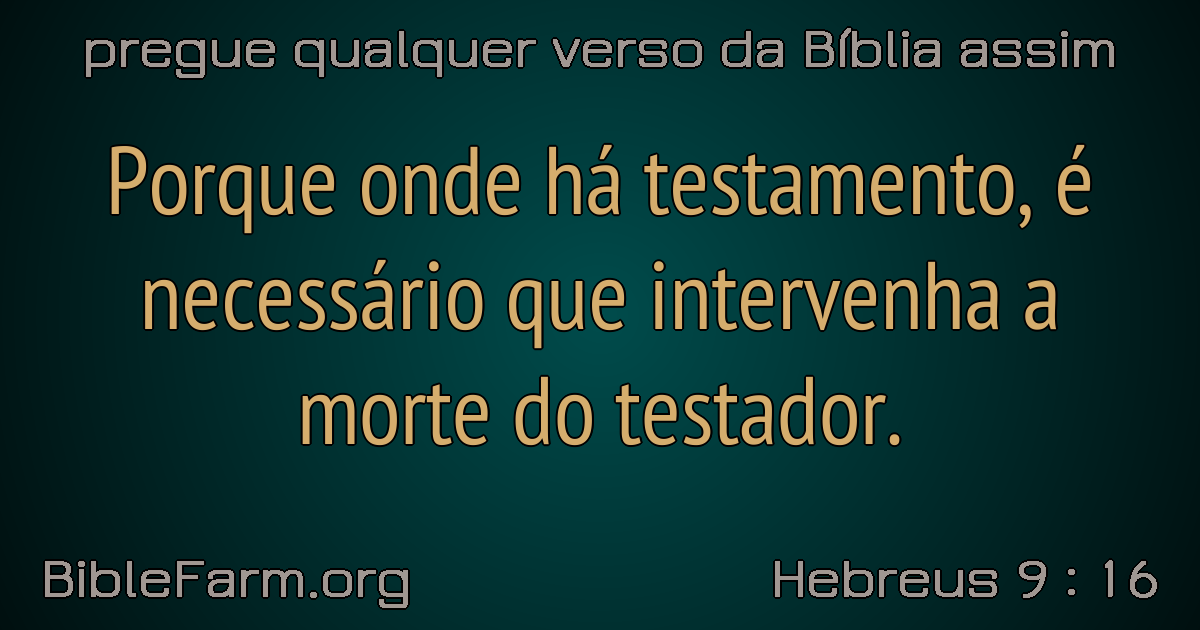 pregue qualquer verso da Bíblia assim
Porque onde há testamento, é
necessário que intervenha a
morte do testador.
BibleFarm.org
Hebreus 9 : 16